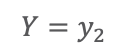 Y = y₂